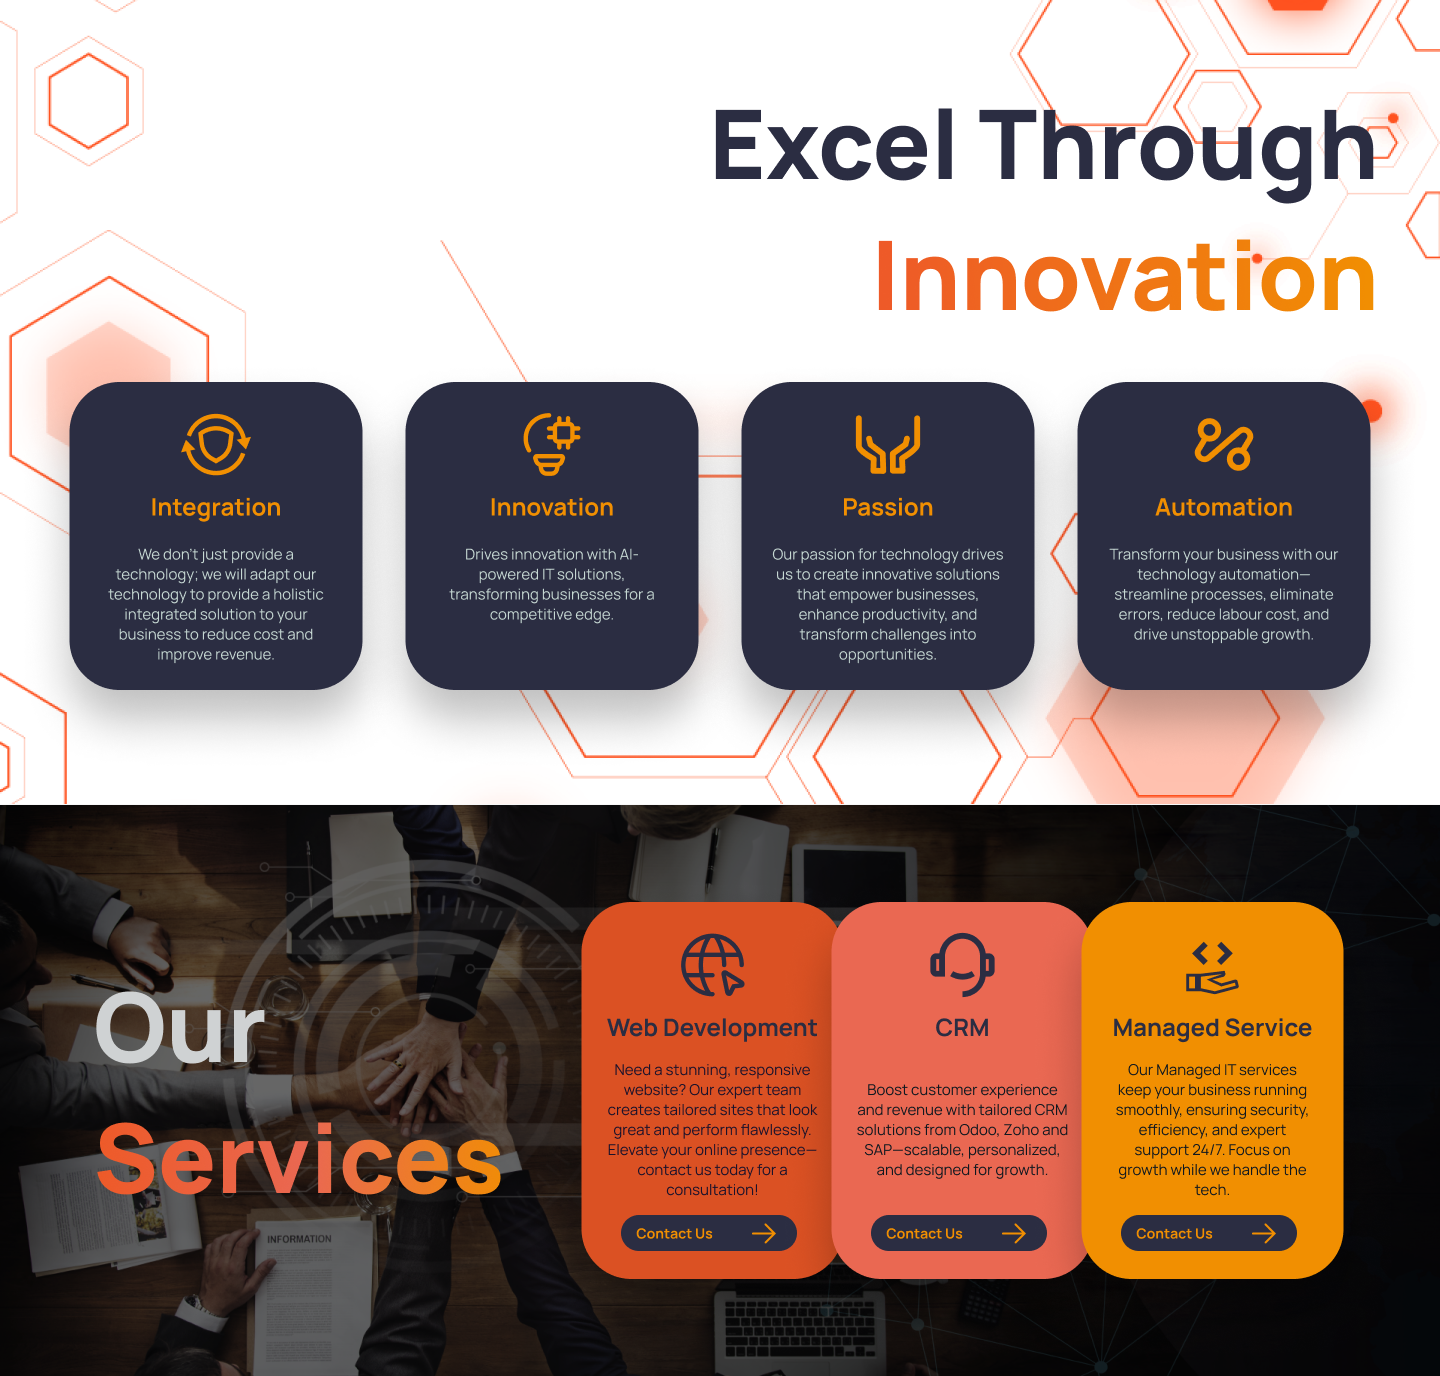 Excel Through
Innovation
Integration
We don't just provide a
technology; we will adapt our
technology to provide a holistic
integrated solution to your
business to reduce cost and
improve revenue.
Innovation
Drives innovation with AI-
powered IT solutions,
transforming businesses for a
competitive edge.
Passion
Our passion for technology drives
us to create innovative solutions
that empower businesses,
enhance productivity, and
transform challenges into
opportunities.
Automation
Transform your business with our
technology automation—
streamline processes, eliminate
errors, reduce labour cost, and
drive unstoppable growth.
Our
Services
INFORMATION
Web Development
Need a stunning, responsive
website? Our expert team
creates tailored sites that look
great and perform flawlessly.
Elevate your online presence—
contact us today for a
consultation!
Contact Us
CRM
Boost customer experience
and revenue with tailored CRM
solutions from Odoo, Zoho and
SAP—scalable, personalized,
and designed for growth.
Contact Us
Managed Service
Our Managed IT services
keep your business running
smoothly, ensuring security,
efficiency, and expert
support 24/7. Focus on
growth while we handle the
tech.
Contact Us